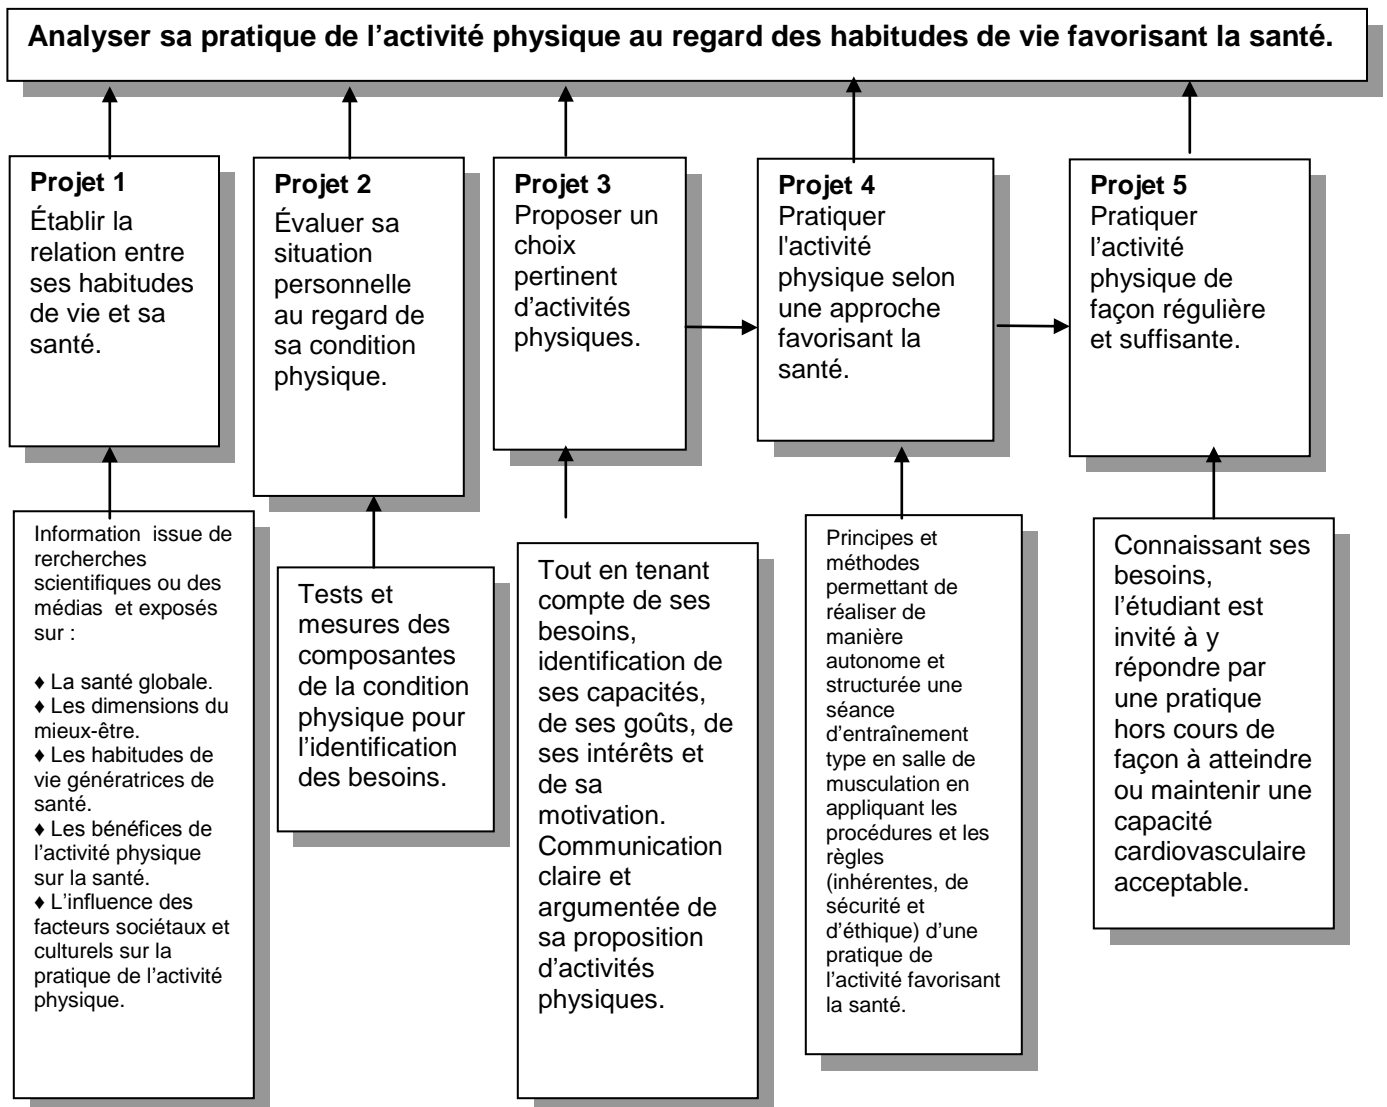 Analyser sa pratique de l’activité physique au regard des habitudes de vie favorisant la santé.
Projet 1
Établir la
relation entre
ses habitudes
de vie et sa
santé.
Projet 2
Évaluer sa
situation
personnelle
au regard de
sa condition
physique.
Projet 3
Proposer un
choix
pertinent
d’activités
physiques.
Projet 4
Pratiquer
l'activité
physique selon
une approche
favorisant la
santé.
Projet 5
Pratiquer
l’activité
physique de
façon régulière
et suffisante.
Information  issue de
rercherches
scientifiques ou des
médias  et exposés
sur :
♦ La santé globale.
♦ Les dimensions du
mieux-être.
♦ Les habitudes de
vie génératrices de
santé.
♦ Les bénéfices de
l’activité physique
sur la santé.
♦ L’influence des
facteurs sociétaux et
culturels sur la
pratique de l’activité
physique.
Tests et
mesures des
composantes
de la condition
physique pour
l’identification
des besoins.
Tout en tenant
compte de ses
besoins,
identification de
ses capacités,
de ses goûts, de
ses intérêts et
de sa
motivation.
Communication
claire et
argumentée de
sa proposition
d’activités
physiques.
Principes et
méthodes
permettant de
réaliser de
manière
autonome et
structurée une
séance
d’entraînement
type en salle de
musculation en
appliquant les
procédures et les
règles
(inhérentes, de
sécurité et
d’éthique) d’une
pratique de
l’activité favorisant
la santé.
Connaissant ses
besoins,
l’étudiant est
invité à y
répondre par
une pratique
hors cours de
façon à atteindre
ou maintenir une
capacité
cardiovasculaire
acceptable.